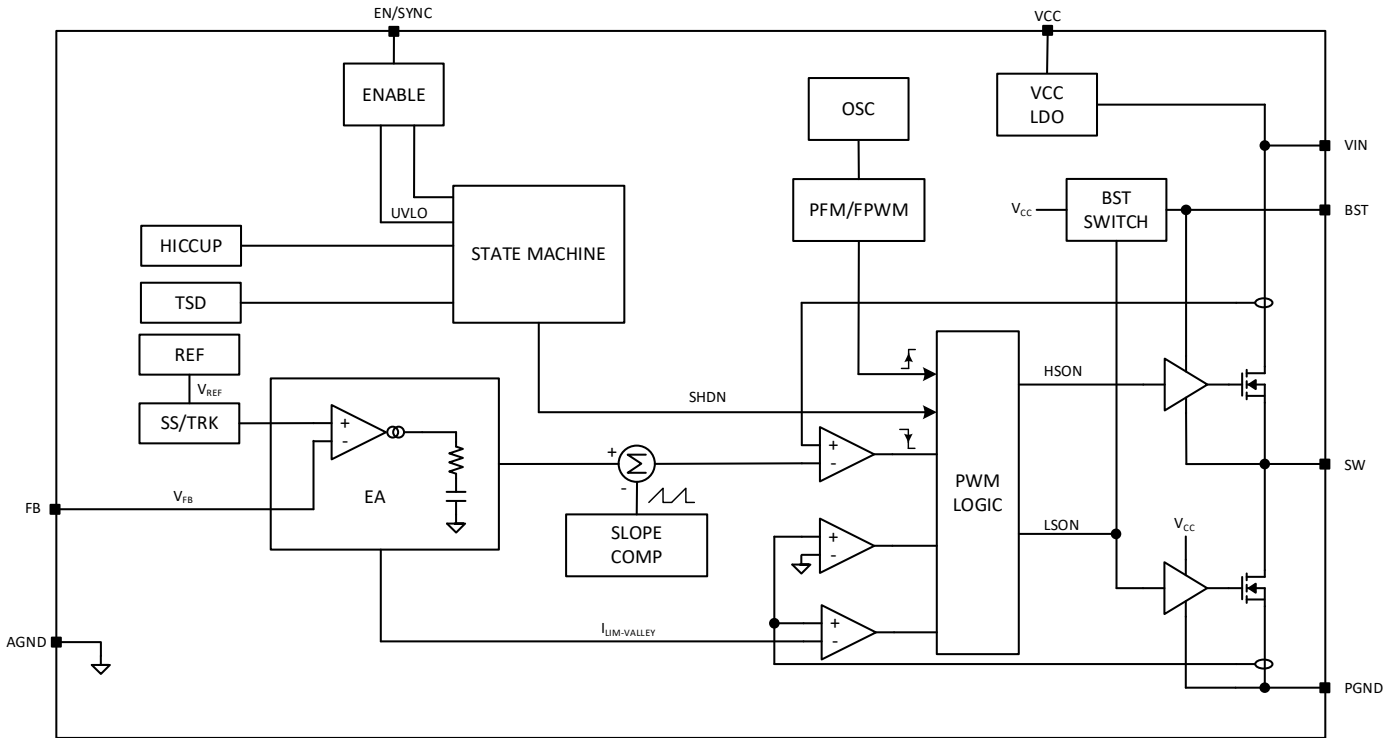 EN/SYNC
VCC
ENABLE
OSC
VCC
LDO
VIN
UVLO
STATE MACHINE
PFM/FPWM
VCC
BST
SWITCH
BST
HICCUP
TSD
REF
VREF
SS/TRK
+
-
EA
SHDN
+
Σ
-
SLOPE
COMP
+
-
HSON
PWM
LOGIC
SW
FB
VFB
LSON
VCC
+
-
AGND
ILIM-VALLEY
+
-
PGND